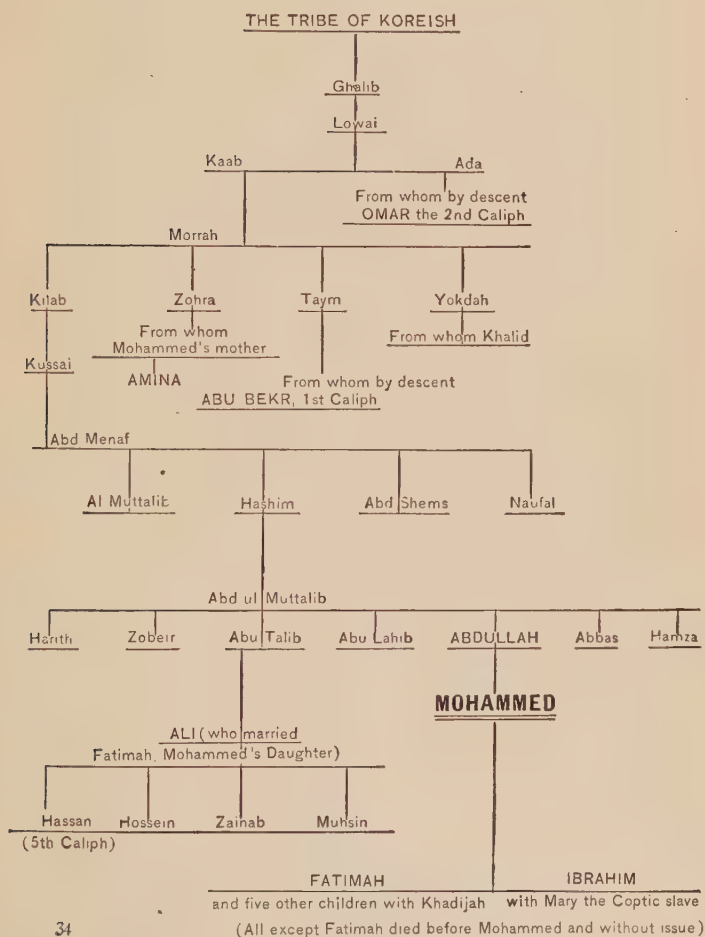 THE TRIBE OF KOREISH
Ghalib
Lowai
Kaab Ada
From whom by descent
OMAR the 2nd Caliph
Morrah
Kilab Zohra Taym Yokdah
From whom From whom Khalid
Mohammed's mother
Kussai
AMINA From whom by descent
ABU BEKR, 1st Caliph
Abd Menaf
Al Muttalib Hashim Abd Shems Naufal
Abd ul Muttalib
Harith Zobeir Abu Talib Abu Lahib ABDULLAH Abbas Hamza
MOHAMMED
ALI (who married
Fatimah, Mohammed's Daughter)
Hassan Hossein Zainab Muhsin
(5th Caliph)
FATIMAH IBRAHIM
and five other children with Khadijah with Mary the Coptic slave
34 (All except Fatimah died before Mohammed and without issue)